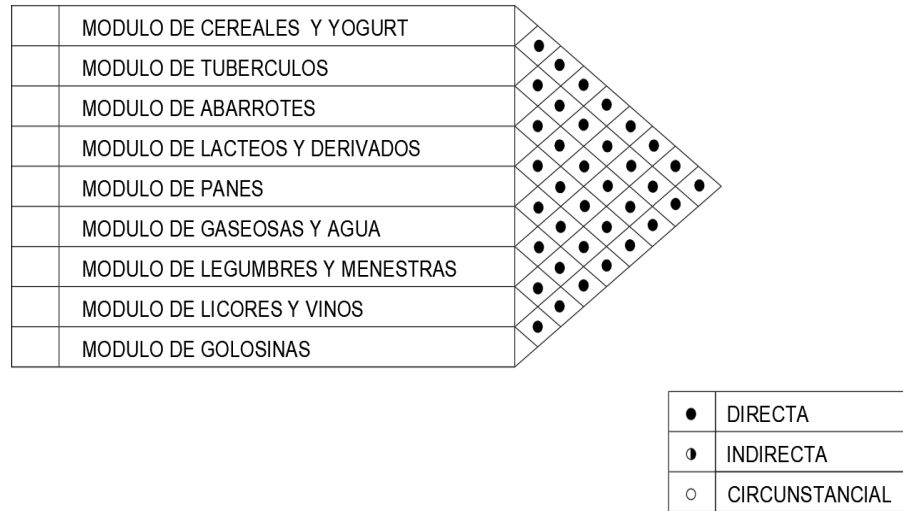 MODULO DE CEREALES Y YOGURT
MODULO DE TUBERCULOS
MODULO DE ABARROTES
MODULO DE LACTEOS Y DERIVADOS
MODULO DE PANES
MODULO DE GASEOSAS Y AGUA
MODULO DE LEGUMBRES Y MENESTRAS
MODULO DE LICORES Y VINOS
MODULO DE GOLOSINAS
DIRECTA
INDIRECTA
CIRCUNSTANCIAL